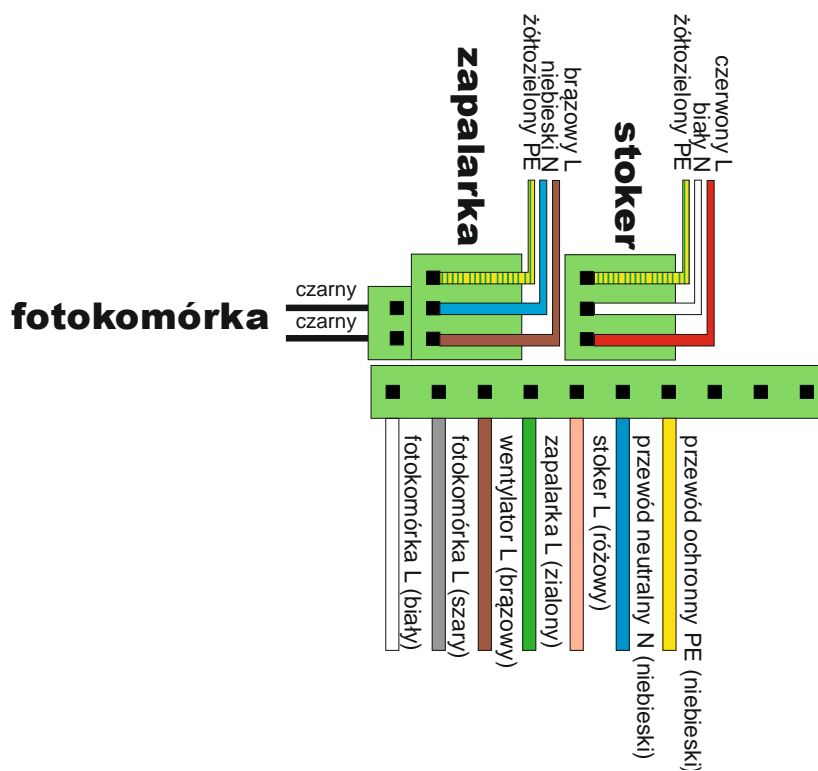 zapalarka
żółtozielony PE
niebieski N
brązowy L
stoker
żółtozielony PE
biały N
czerwony L
fotokomórka
czarny
czarny
fotokomórka L (biały)
fotokomórka L (szary)
wentylator L (brązowy)
zapalarka L (zialony)
stoker L (różowy)
przewód neutralny N (niebieski)
przewód ochronny PE (niebieski)